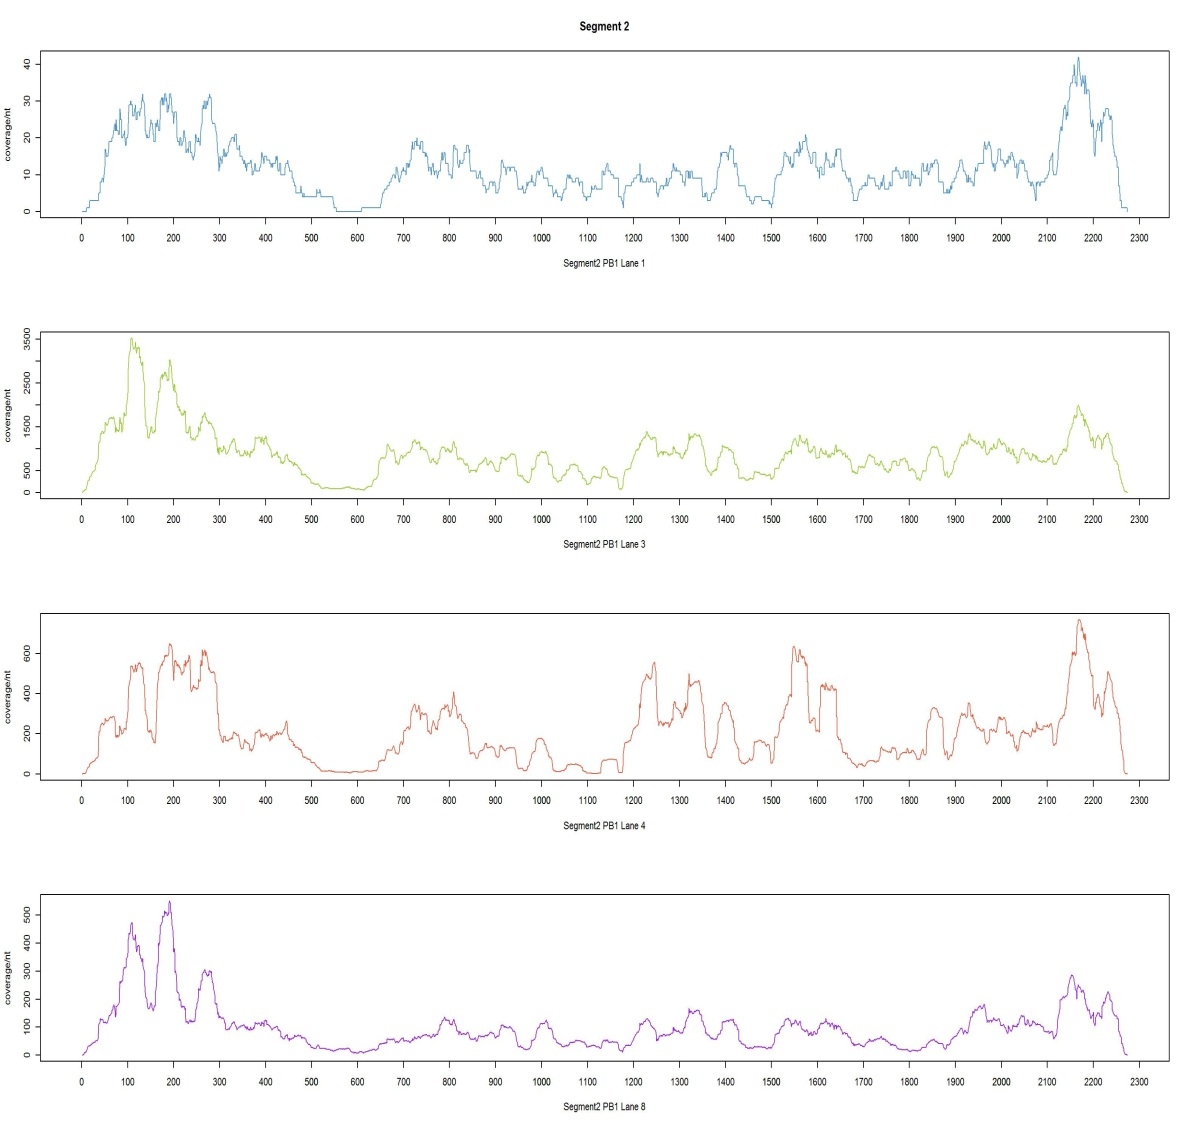 Segment 2
coverage/nt
0 10 20 30 40
0 100 200 300 400 500 600 700 800 900 1000 1100 1200 1300 1400 1500 1600 1700 1800 1900 2000 2100 2200 2300
Segment2 PB1 Lane 1
coverage/nt
0 500 1500 2500 3500
0 100 200 300 400 500 600 700 800 900 1000 1100 1200 1300 1400 1500 1600 1700 1800 1900 2000 2100 2200 2300
Segment2 PB1 Lane 3
coverage/nt
0 200 400 600
0 100 200 300 400 500 600 700 800 900 1000 1100 1200 1300 1400 1500 1600 1700 1800 1900 2000 2100 2200 2300
Segment2 PB1 Lane 4
coverage/nt
0 100 200 300 400 500
0 100 200 300 400 500 600 700 800 900 1000 1100 1200 1300 1400 1500 1600 1700 1800 1900 2000 2100 2200 2300
Segment2 PB1 Lane 8